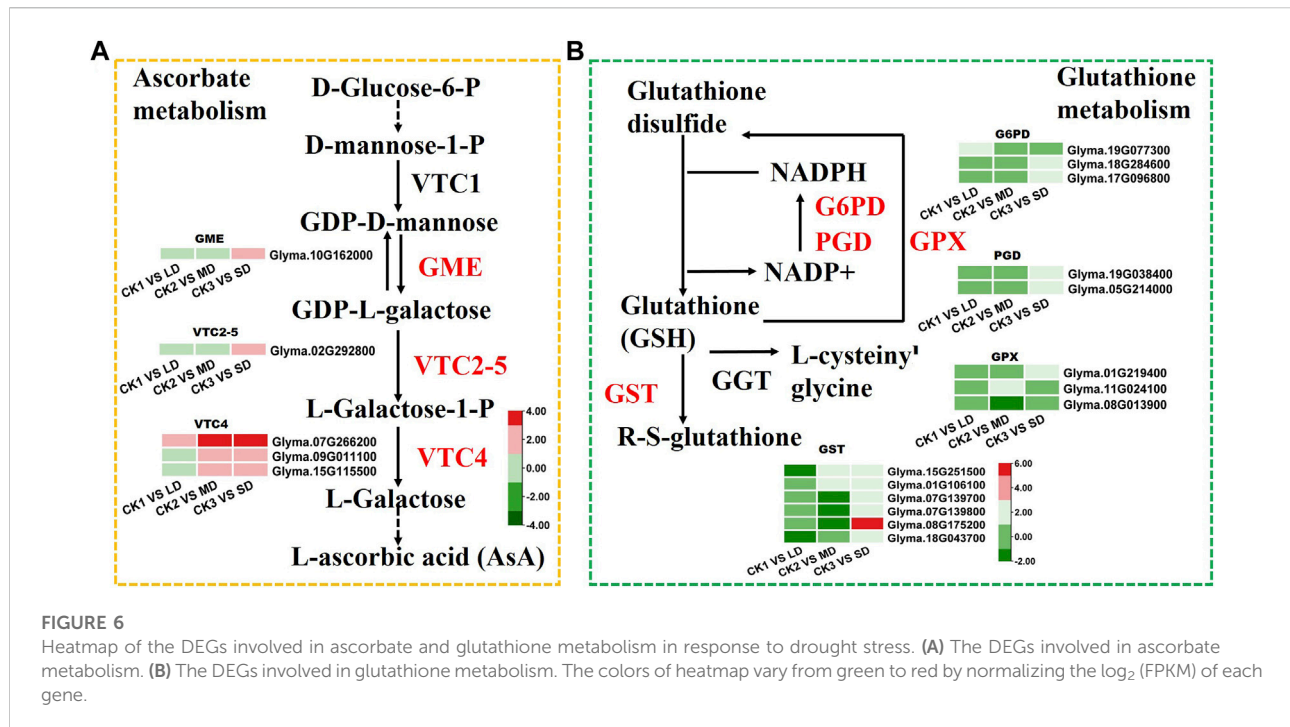 A
Ascorbate
metabolism
D-Glucose-6-P
D-mannose-1-P
VTC1
GDP-D-mannose
GME
GDP-L-galactose
VTC2-5
L-Galactose-1-P
VTC4
L-Galactose
L-ascorbic acid (AsA)
GME
Glyma.10G162000
CK1 VS LD
CK2 VS MD
CK3 VS SD
VTC2-5
Glyma.02G292800
CK1 VS LD
CK2 VS MD
CK3 VS SD
VTC4
Glyma.07G266200
Glyma.09G011100
Glyma.15G115500
CK1 VS LD
CK2 VS MD
CK3 VS SD
4.00
2.00
0.00
-2.00
-4.00
B
Glutathione
metabolism
Glutathione
disulfide
NADPH
G6PD
PGD
GPX
NADP+
Glutathione
(GSH)
GGT
L-cysteiny'
glycine
GST
R-S-glutathione
G6PD
Glyma.19G077300
Glyma.18G284600
Glyma.17G096800
CK1 VS LD
CK2 VS MD
CK3 VS SD
PGD
Glyma.19G038400
Glyma.05G214000
CK1 VS LD
CK2 VS MD
CK3 VS SD
GPX
Glyma.01G219400
Glyma.11G024100
Glyma.08G013900
CK1 VS LD
CK2 VS MD
CK3 VS SD
GST
Glyma.15G251500
Glyma.01G106100
Glyma.07G139700
Glyma.07G139800
Glyma.08G175200
Glyma.18G043700
CK1 VS LD
CK2 VS MD
CK3 VS SD
6.00
4.00
2.00
0.00
-2.00
FIGURE 6
Heatmap of the DEGs involved in ascorbate and glutathione metabolism in response to drought stress. (A) The DEGs involved in ascorbate
metabolism. (B) The DEGs involved in glutathione metabolism. The colors of heatmap vary from green to red by normalizing the log₂ (FPKM) of each
gene.